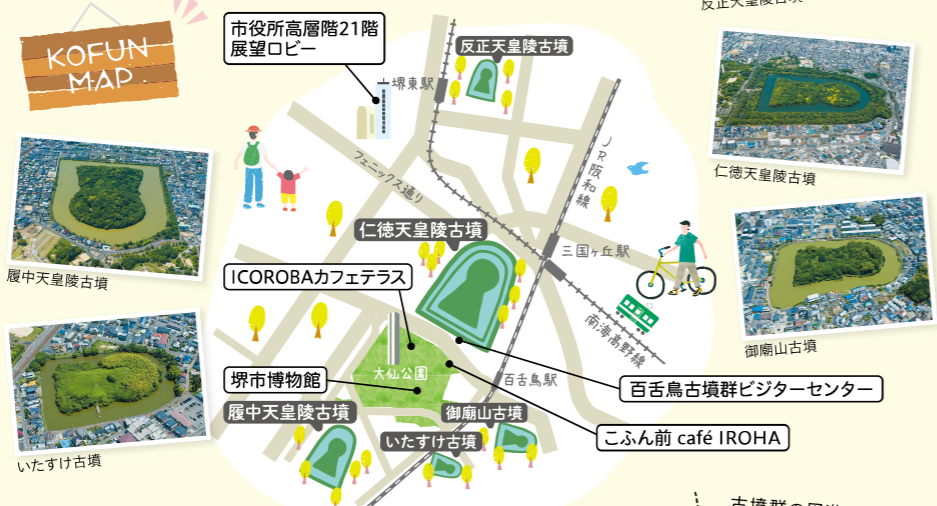 反正天皇陵古墳
KOFUN
MAP
市役所高層階21階
展望ロビー
反正天皇陵古墳
堺東駅
JR阪和線
フェニックス通り
仁徳天皇陵古墳
仁徳天皇陵古墳
三国ヶ丘駅
履中天皇陵古墳
ICOROBAカフェテラス
南海高野線
御廟山古墳
大仙公園
百舌鳥駅
堺市博物館
百舌鳥古墳群ビジターセンター
履中天皇陵古墳
御廟山古墳
いたすけ古墳
こふん前 café IROHA
いたすけ古墳